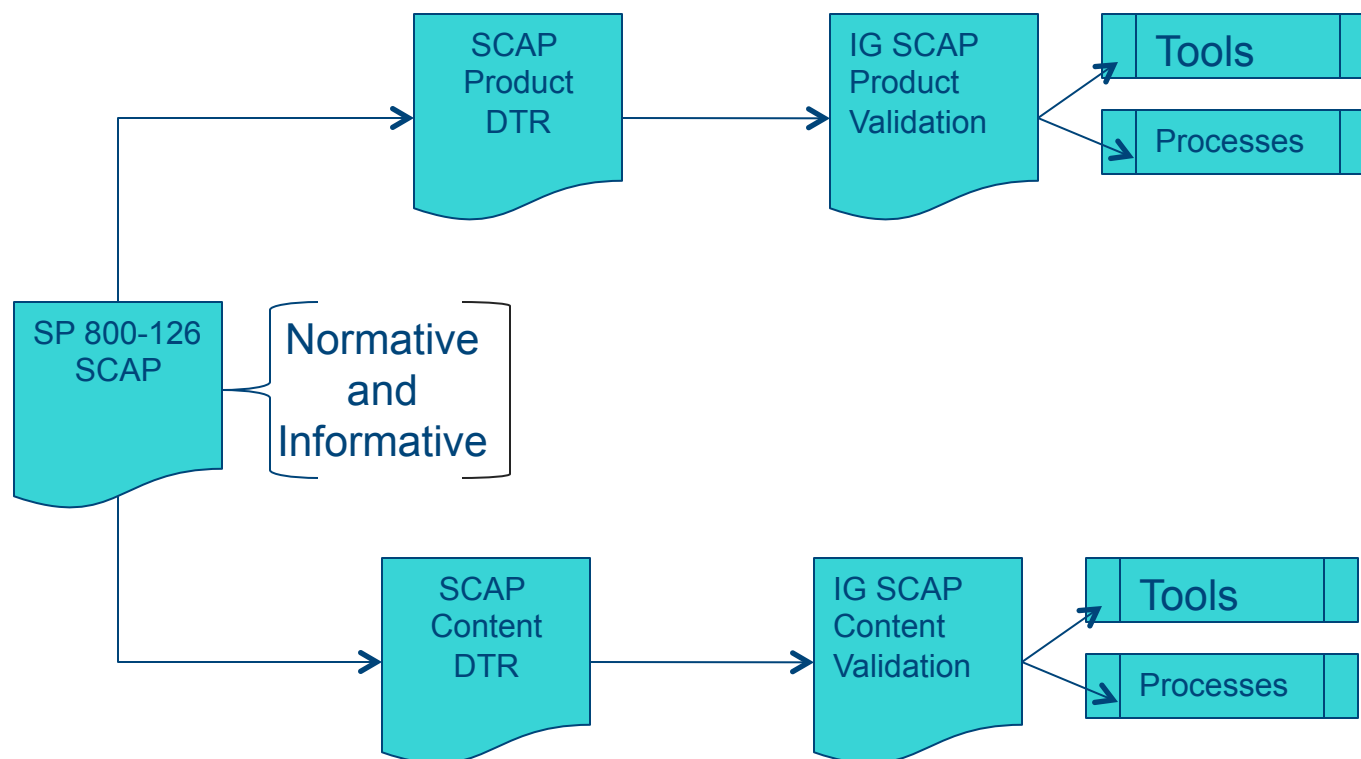 SCAP
Product
DTR
IG SCAP
Product
Validation
Tools
Processes
SP 800-126
SCAP
Normative
and
Informative
SCAP
Content
DTR
IG SCAP
Content
Validation
Tools
Processes